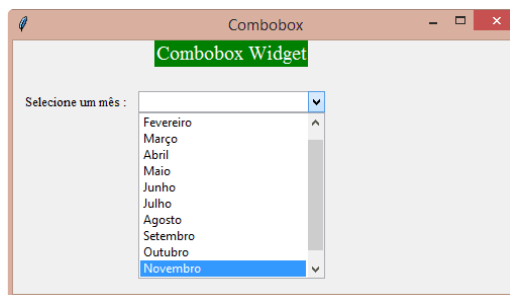 Combobox
Combobox Widget
Selecione um mês :
Fevereiro
Março
Abril
Maio
Junho
Julho
Agosto
Setembro
Outubro
Novembro